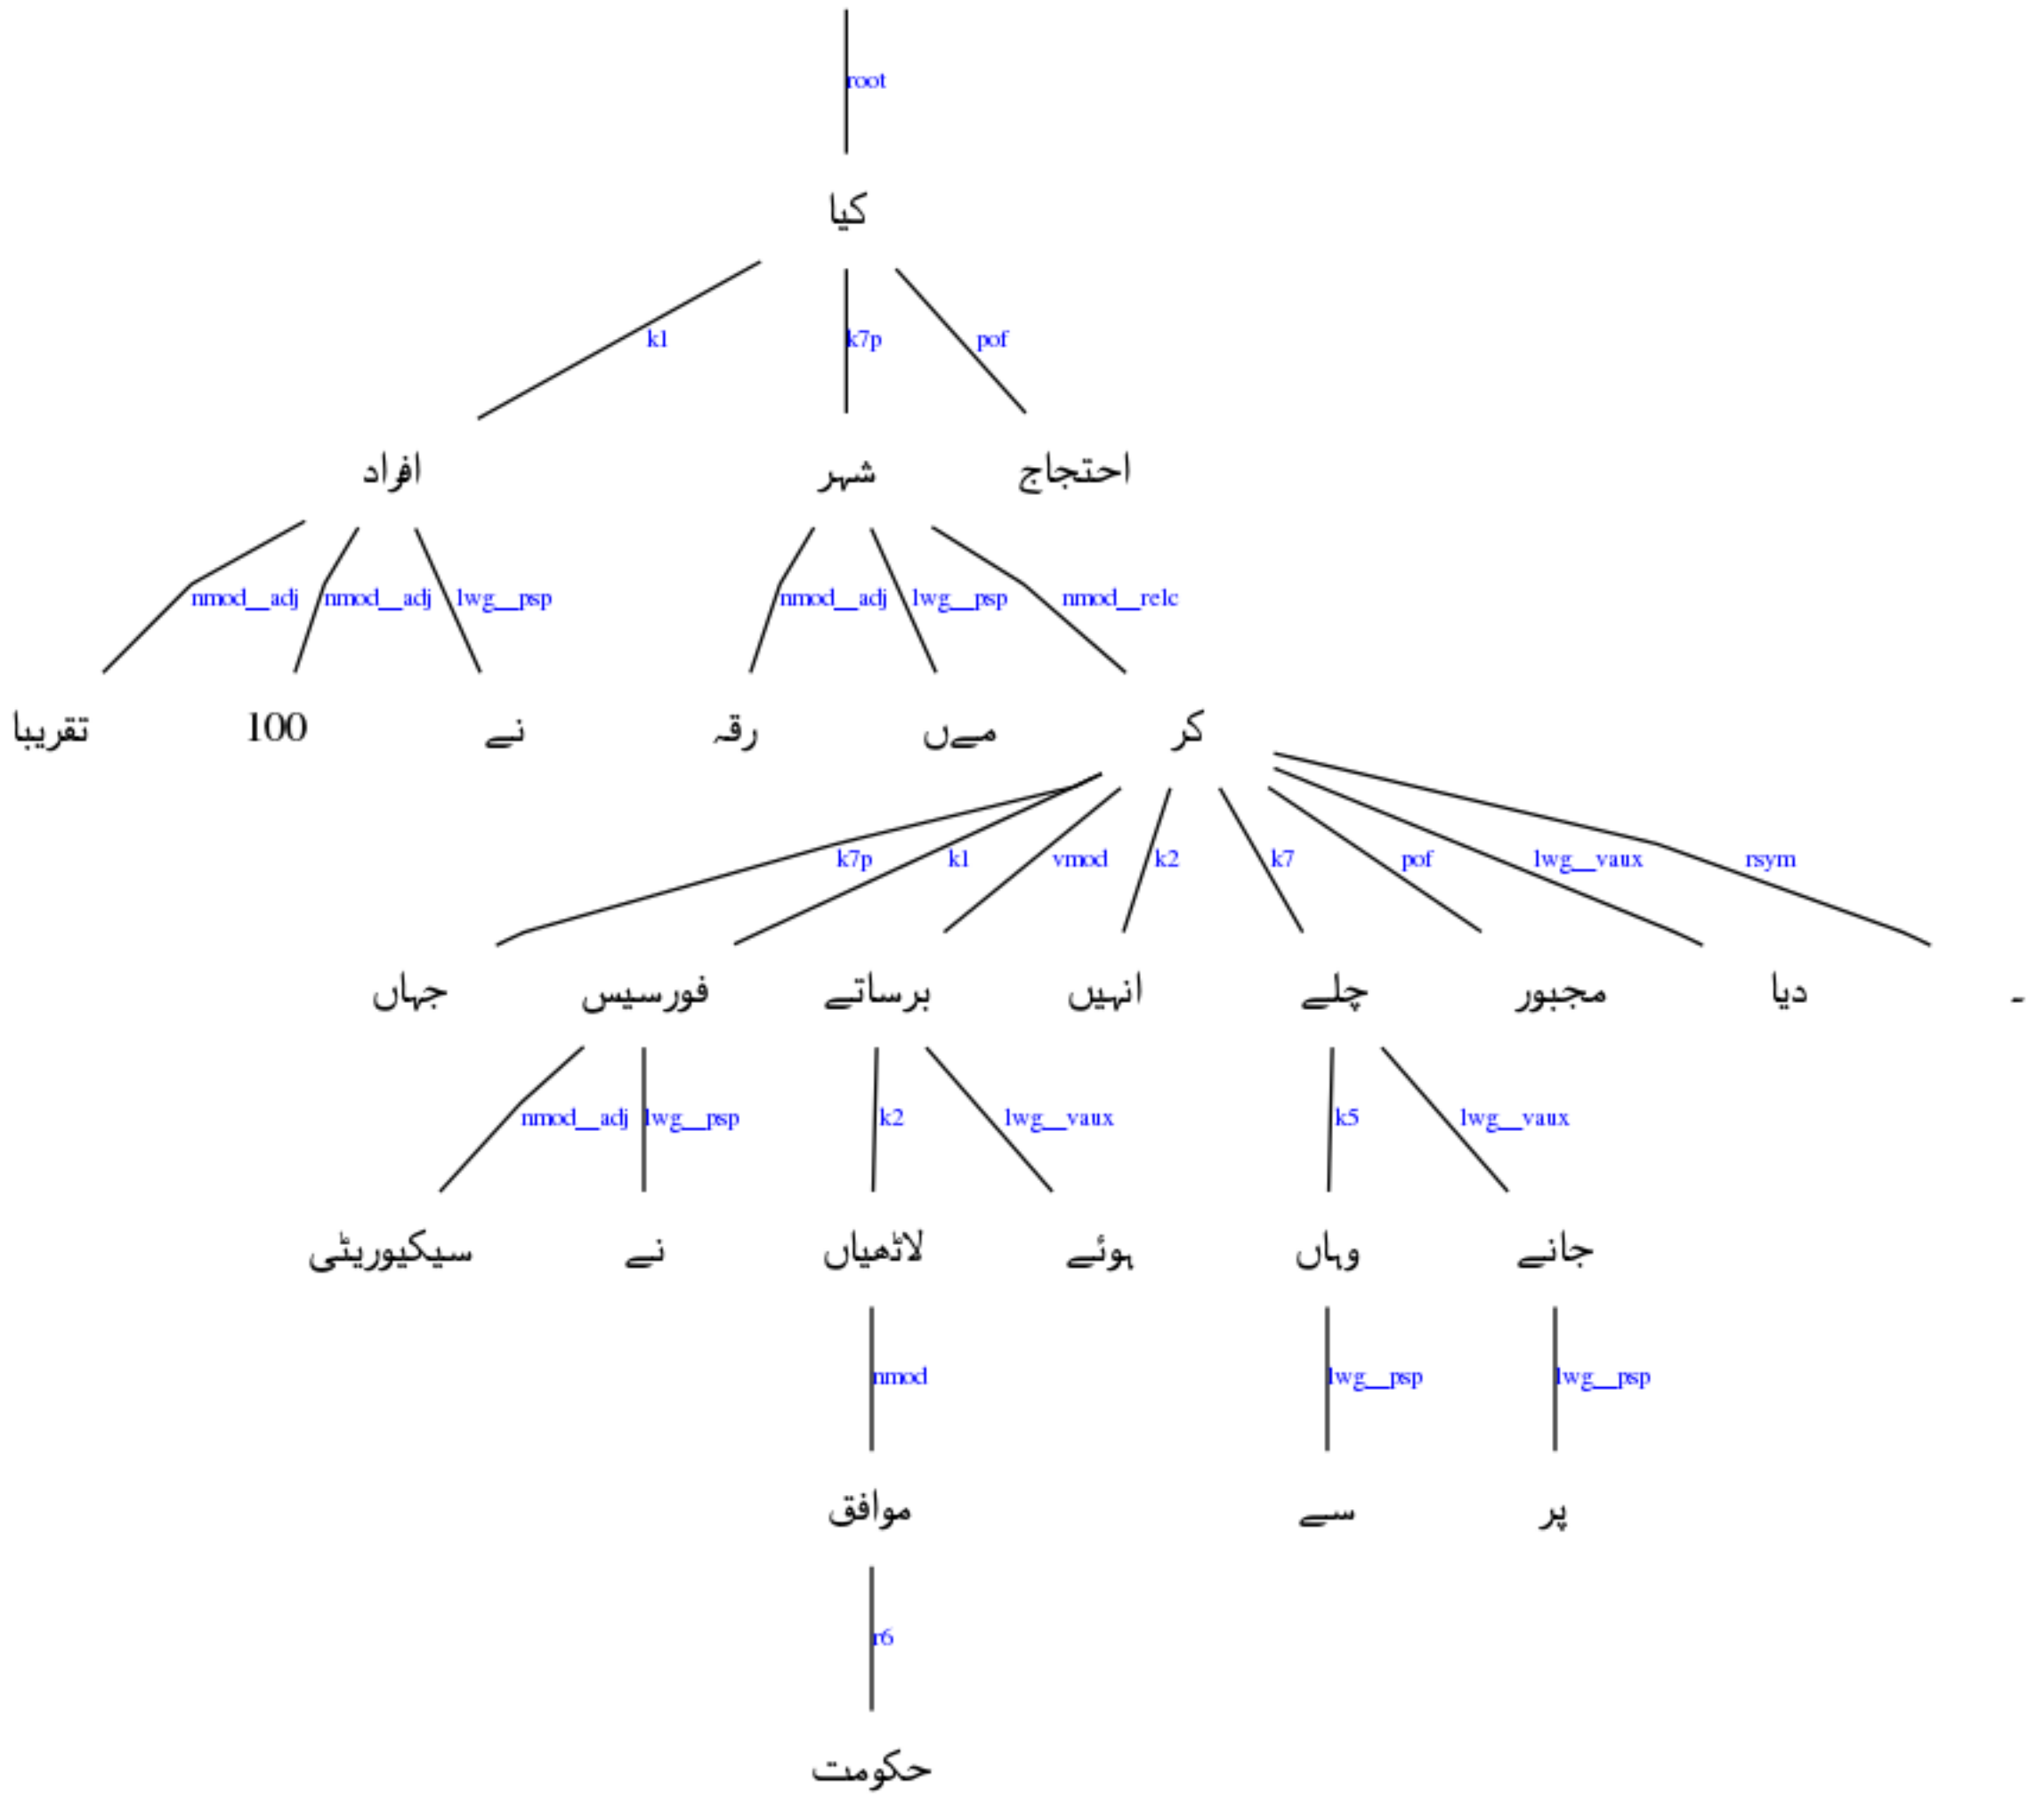 root
کیا
k1 k7p pof
افراد شہر احتجاج
nmod__adj nmod__adj lwg__psp nmod__adj lwg__psp nmod__relc
تقریبا 100 نے رقہ مےں کر
k7p k1 vmod k2 k7 pof lwg__vaux rsym
جہاں فورسیس برساتے انہیں چلے مجبور دیا ۔
nmod__adj lwg__psp k2 lwg__vaux k5 lwg__vaux
سیکیوریٹی نے لاٹھیاں ہوئے وہاں جانے
nmod lwg__psp lwg__psp
موافق سے پر
r6
حکومت